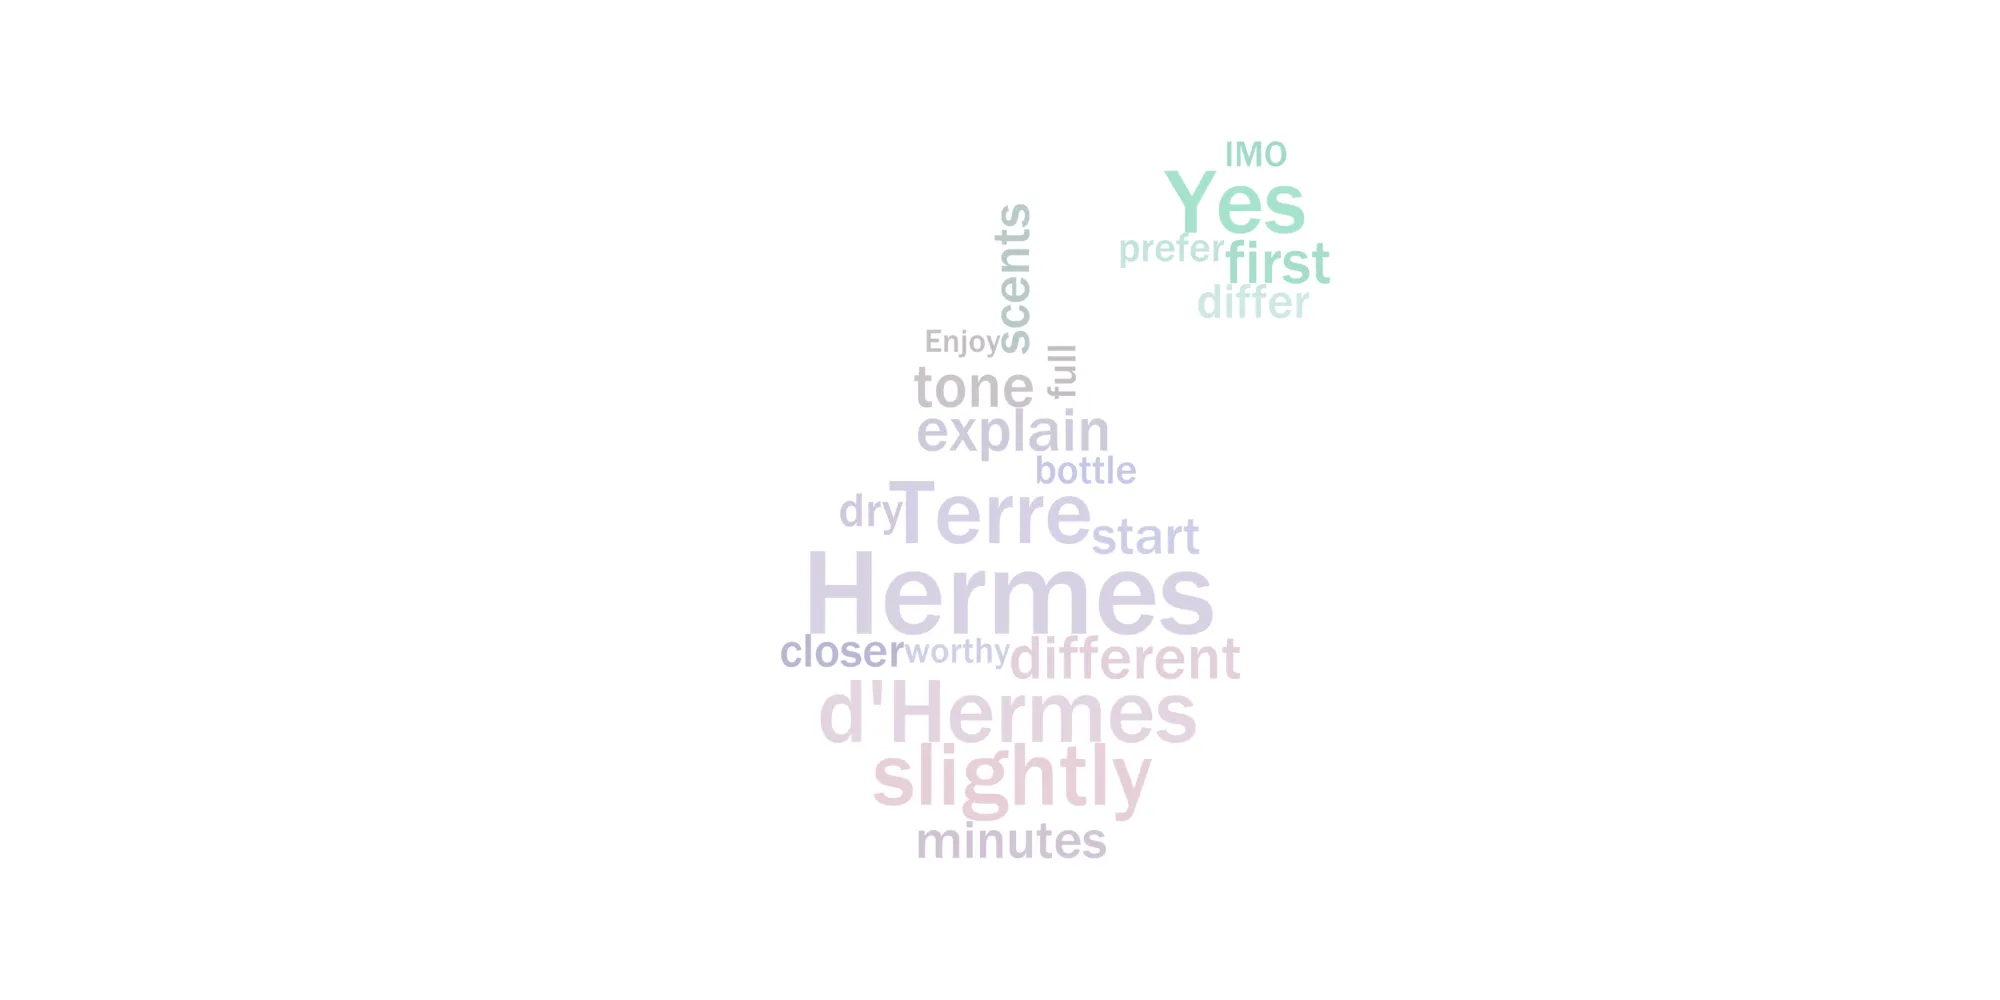 IMO
Yes
prefer first
differ
scents
Enjoy
full
tone
explain
bottle
dry Terre start
Hermes
closer worthy different
d'Hermes
slightly
minutes